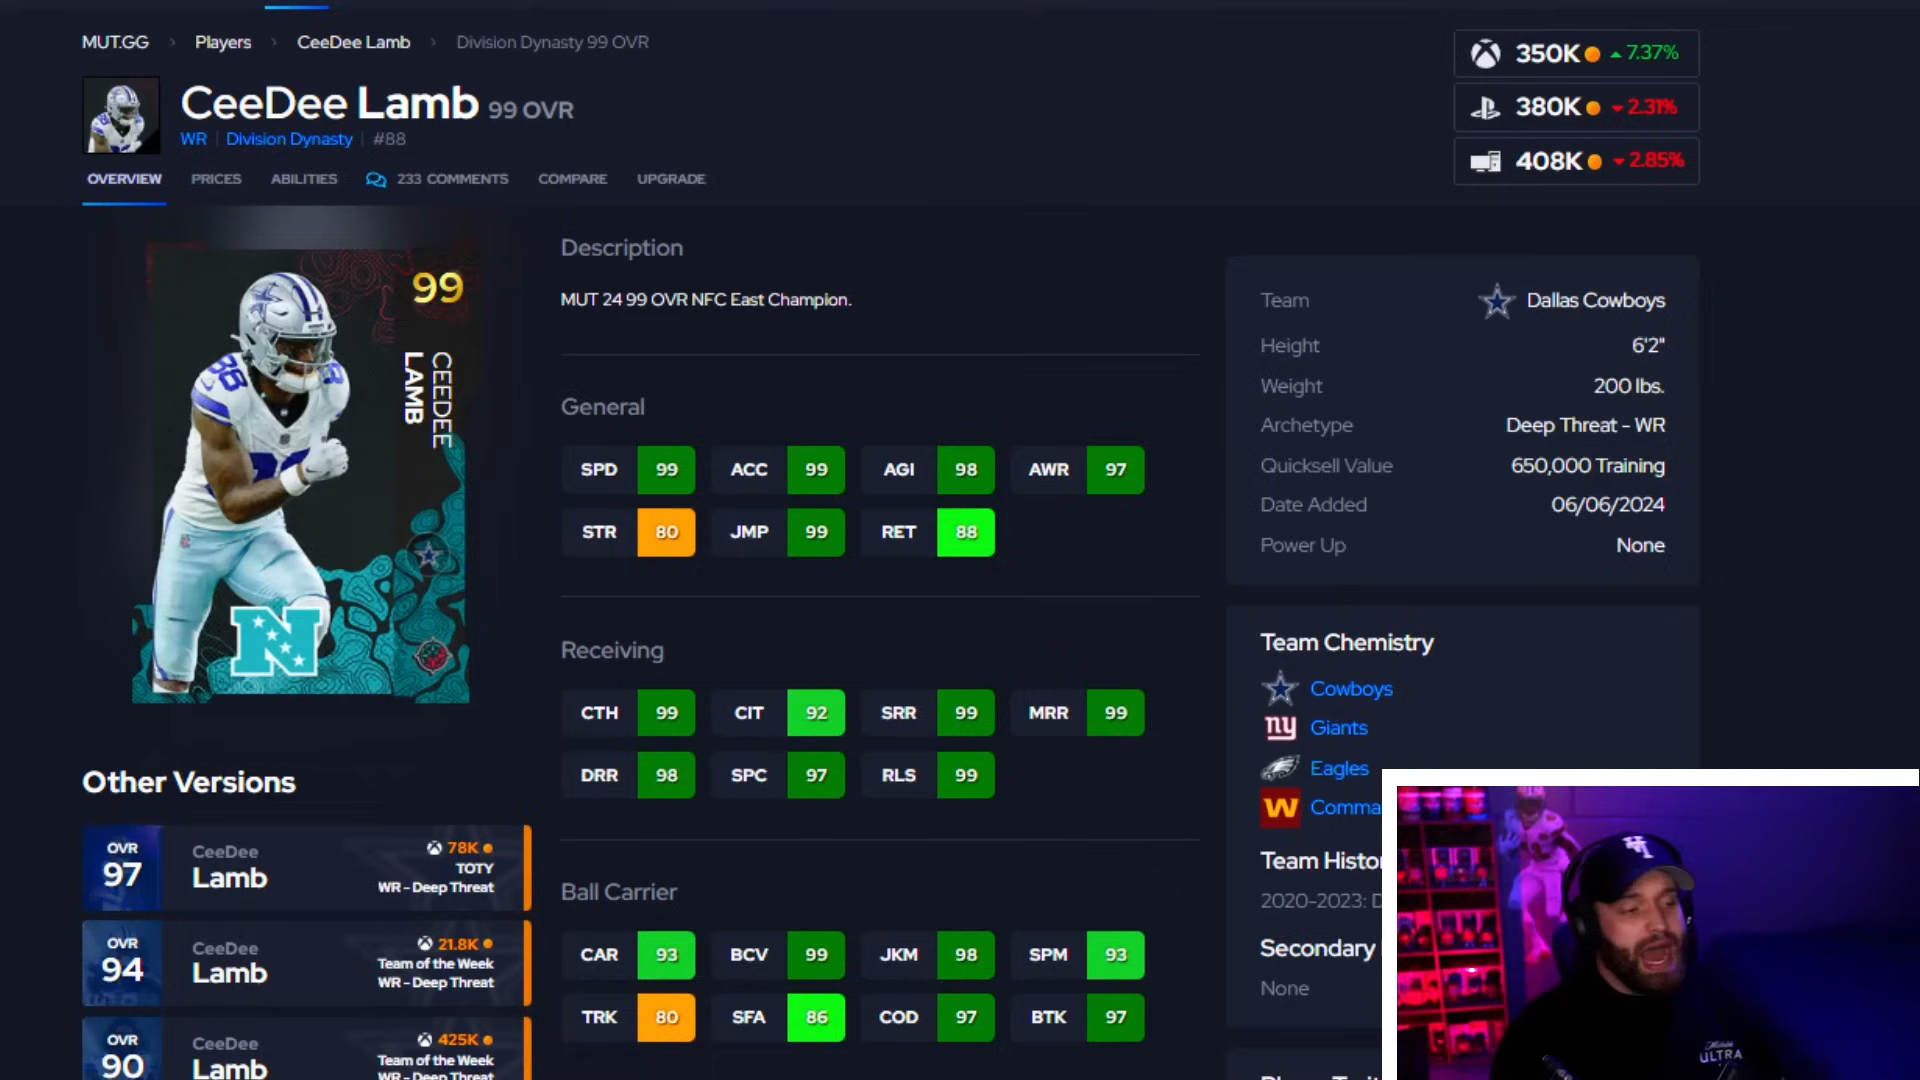 MUT.GG › Players › CeeDee Lamb › Division Dynasty 99 OVR
CeeDee Lamb 99 OVR
WR | Division Dynasty | #88
350K 7.37%
380K 2.31%
408K 2.85%
OVERVIEW PRICES ABILITIES 233 COMMENTS COMPARE UPGRADE
99
CEEDEE
LAMB
88
N
Other Versions
OVR
97
CeeDee
Lamb
78K
TOTY
WR - Deep Threat
OVR
94
CeeDee
Lamb
21.8K
Team of the Week
WR - Deep Threat
OVR
90
CeeDee
Lamb
425K
Team of the Week
WR - Deep Threat
Description
MUT 24 99 OVR NFC East Champion.
General
SPD 99 ACC 99 AGI 98 AWR 97
STR 80 JMP 99 RET 88
Receiving
CTH 99 CIT 92 SRR 99 MRR 99
DRR 98 SPC 97 RLS 99
Ball Carrier
CAR 93 BCV 99 JKM 98 SPM 93
TRK 80 SFA 86 COD 97 BTK 97
Team Dallas Cowboys
Height 6'2"
Weight 200 lbs.
Archetype Deep Threat - WR
Quicksell Value 650,000 Training
Date Added 06/06/2024
Power Up None
Team Chemistry
Cowboys
ny Giants
Eagles
W Comma
Team Histor
2020-2023: D
Secondary
None
ULTRA